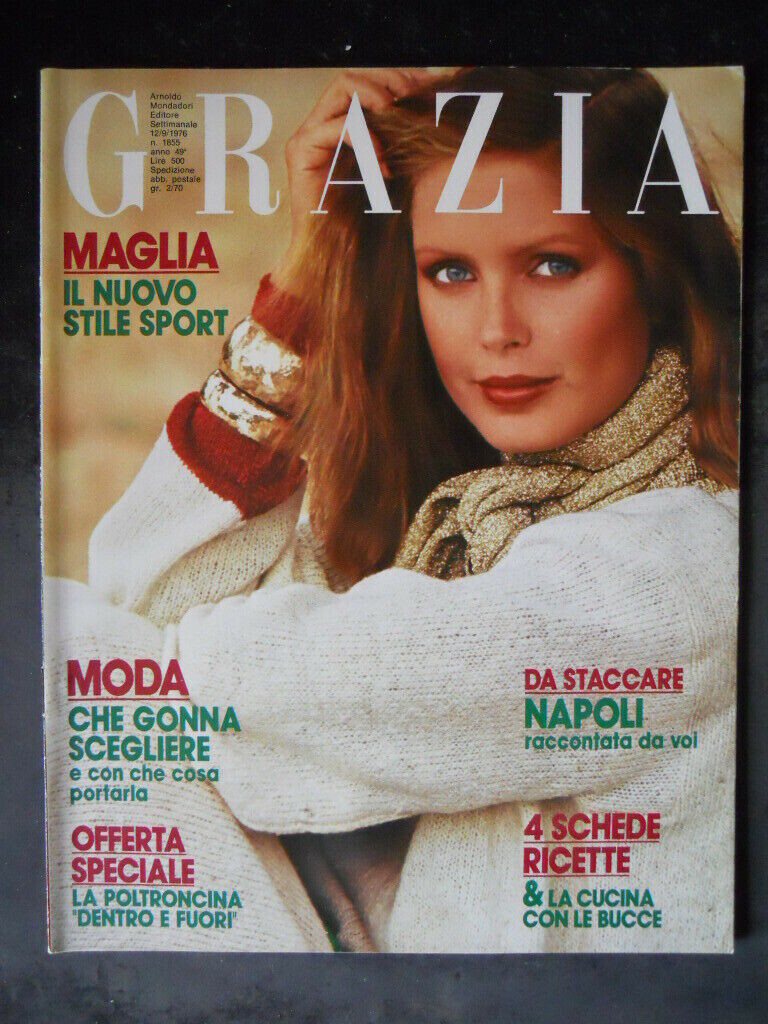 GRAZIA
Arnoldo
Mondadori
Editore
Settimanale
12/9/1976
n. 1855
anno 49°
Lire 500
Spedizione
abb. postale
gr. 2/70
MAGLIA
IL NUOVO
STILE SPORT
MODA
CHE GONNA
SCEGLIERE
e con che cosa
portarla
OFFERTA
SPECIALE
LA POLTRONCINA
"DENTRO E FUORI"
DA STACCARE
NAPOLI
raccontata da voi
4 SCHEDE
RICETTE
& LA CUCINA
CON LE BUCCE